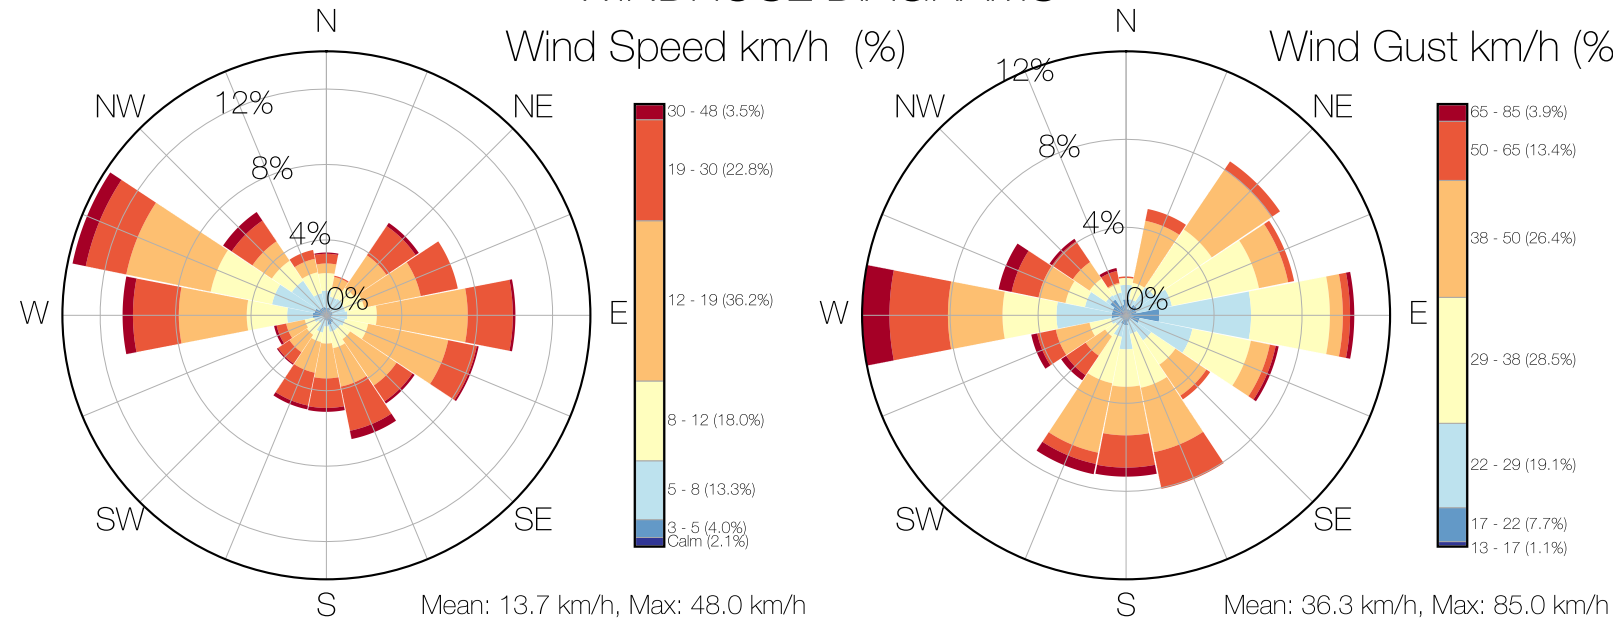 WINDROSE DIAGRAMS
Wind Speed km/h (%)
N
NE
E
SE
S
SW
W
NW
12%
8%
4%
0%
30 - 48 (3.5%)
19 - 30 (22.8%)
12 - 19 (36.2%)
8 - 12 (18.0%)
5 - 8 (13.3%)
3 - 5 (4.0%)
Calm (2.1%)
Mean: 13.7 km/h, Max: 48.0 km/h
Wind Gust km/h (%
N
NE
E
SE
S
SW
W
NW
12%
8%
4%
0%
65 - 85 (3.9%)
50 - 65 (13.4%)
38 - 50 (26.4%)
29 - 38 (28.5%)
22 - 29 (19.1%)
17 - 22 (7.7%)
13 - 17 (1.1%)
Mean: 36.3 km/h, Max: 85.0 km/h